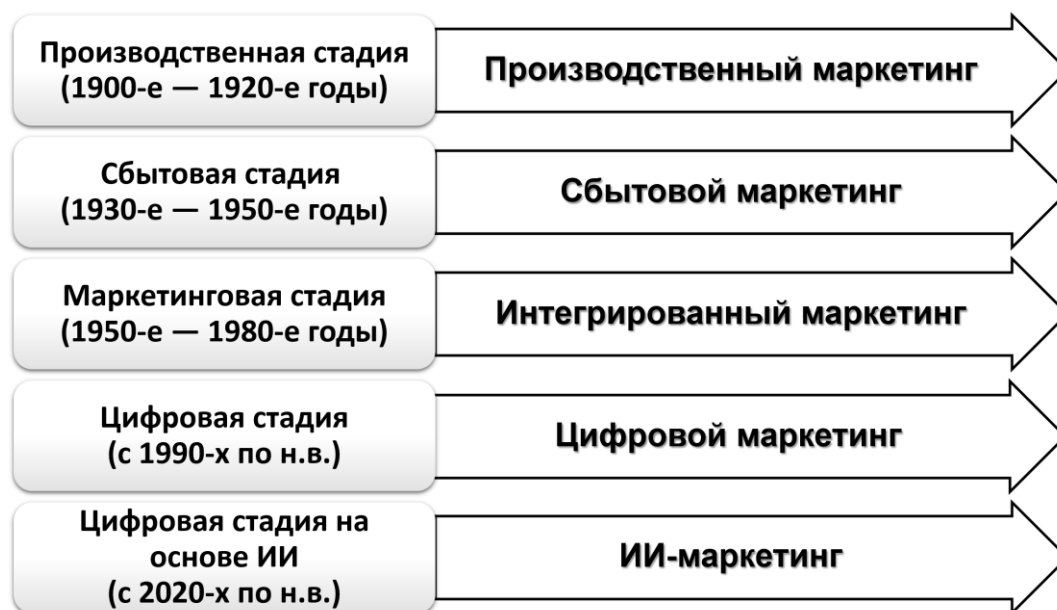 Производственная стадия
(1900-е — 1920-е годы)
Производственный маркетинг
Сбытовая стадия
(1930-е — 1950-е годы)
Сбытовой маркетинг
Маркетинговая стадия
(1950-е — 1980-е годы)
Интегрированный маркетинг
Цифровая стадия
(с 1990-х по н.в.)
Цифровой маркетинг
Цифровая стадия на
основе ИИ
(с 2020-х по н.в.)
ИИ-маркетинг